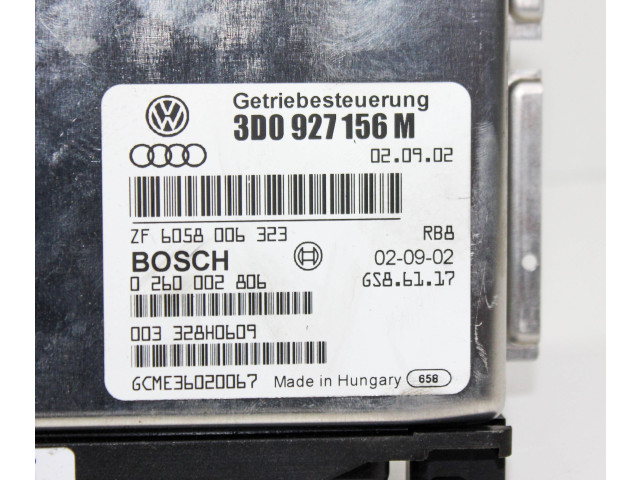 Getriebesteuerung
3D0 927 156 M
02.09.02
ZF 6058 006 323 RB8
BOSCH 02-09-02
0 260 002 806 GS8.61.17
003 328H0609
GCME36020067 Made in Hungary 658